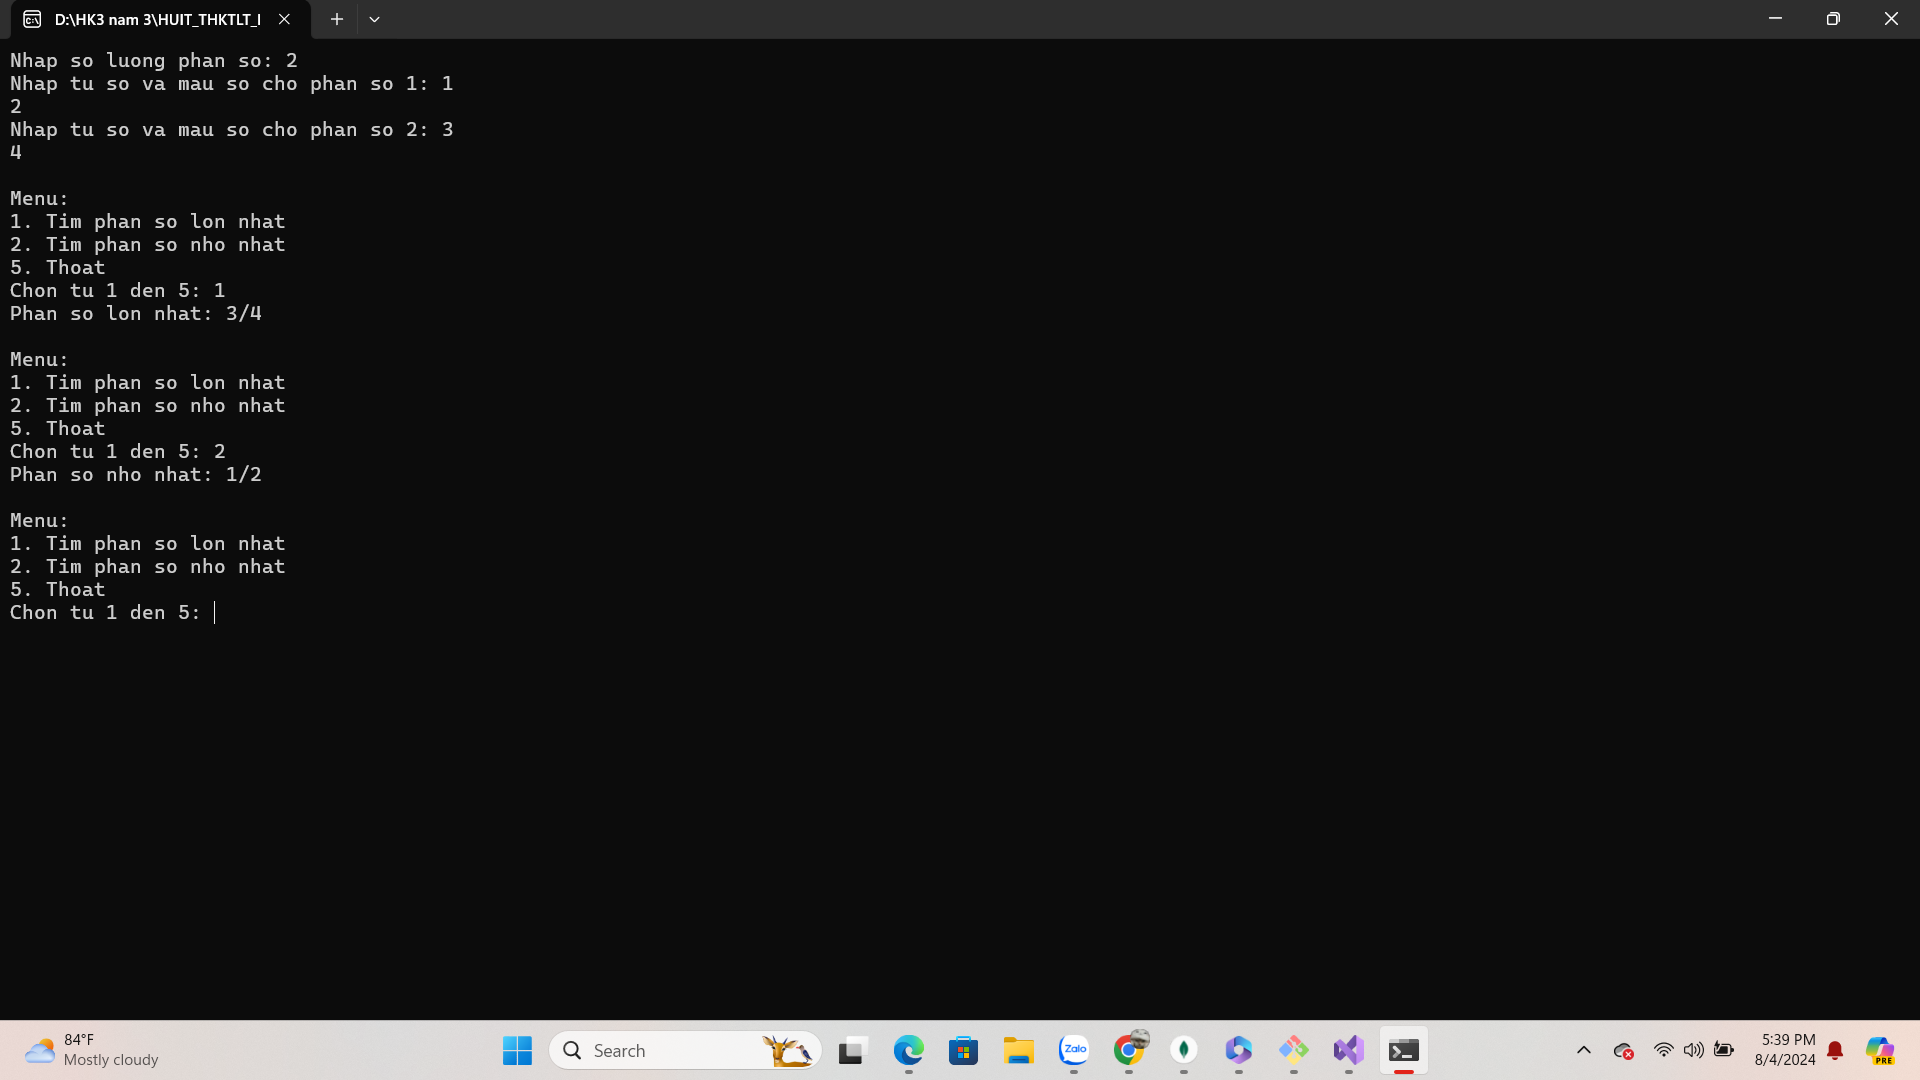 D:\HK3 nam 3\HUIT_THKTLT_I
Nhap so luong phan so: 2
Nhap tu so va mau so cho phan so 1: 1
2
Nhap tu so va mau so cho phan so 2: 3
4
Menu:
1. Tim phan so lon nhat
2. Tim phan so nho nhat
5. Thoat
Chon tu 1 den 5: 1
Phan so lon nhat: 3/4
Menu:
1. Tim phan so lon nhat
2. Tim phan so nho nhat
5. Thoat
Chon tu 1 den 5: 2
Phan so nho nhat: 1/2
Menu:
1. Tim phan so lon nhat
2. Tim phan so nho nhat
5. Thoat
Chon tu 1 den 5:
84°F
Mostly cloudy
Search
Zalo
5:39 PM
8/4/2024
PRE